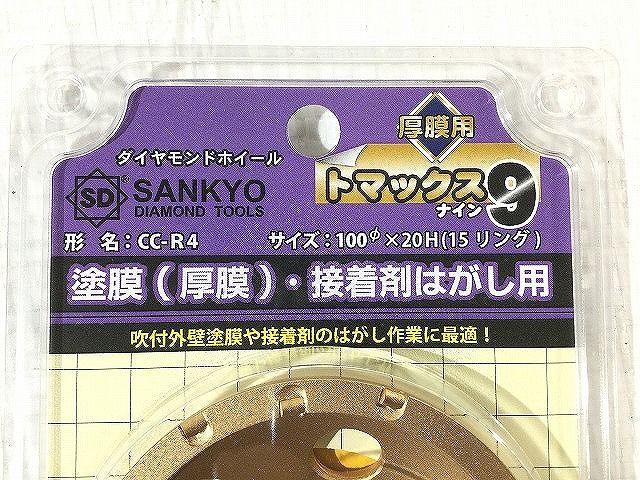 厚膜用
ダイヤモンドホイール
トマックス9
ナイン
SD
SANKYO
DIAMOND TOOLS
形 名:CC-R4 サイズ:100φ×20H(15リング)
塗膜(厚膜)・接着剤はがし用
吹付外壁塗膜や接着剤のはがし作業に最適!